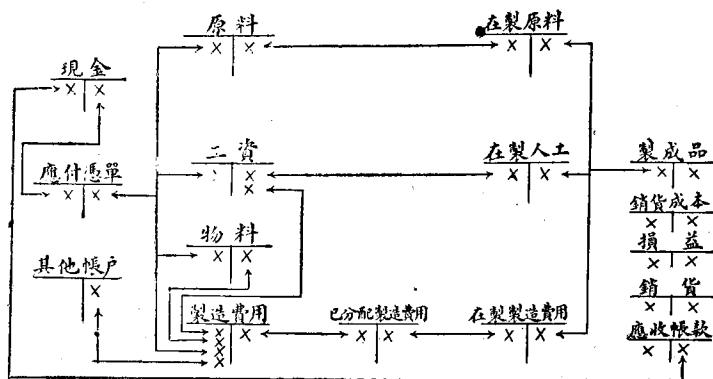 原料
在製原料
現金
工資
在製人工
製成品
應付憑單
銷貨成本
物料
損益
其他帳戶
銷貨
製造費用
已分配製造費用
在製製造費用
應收帳款